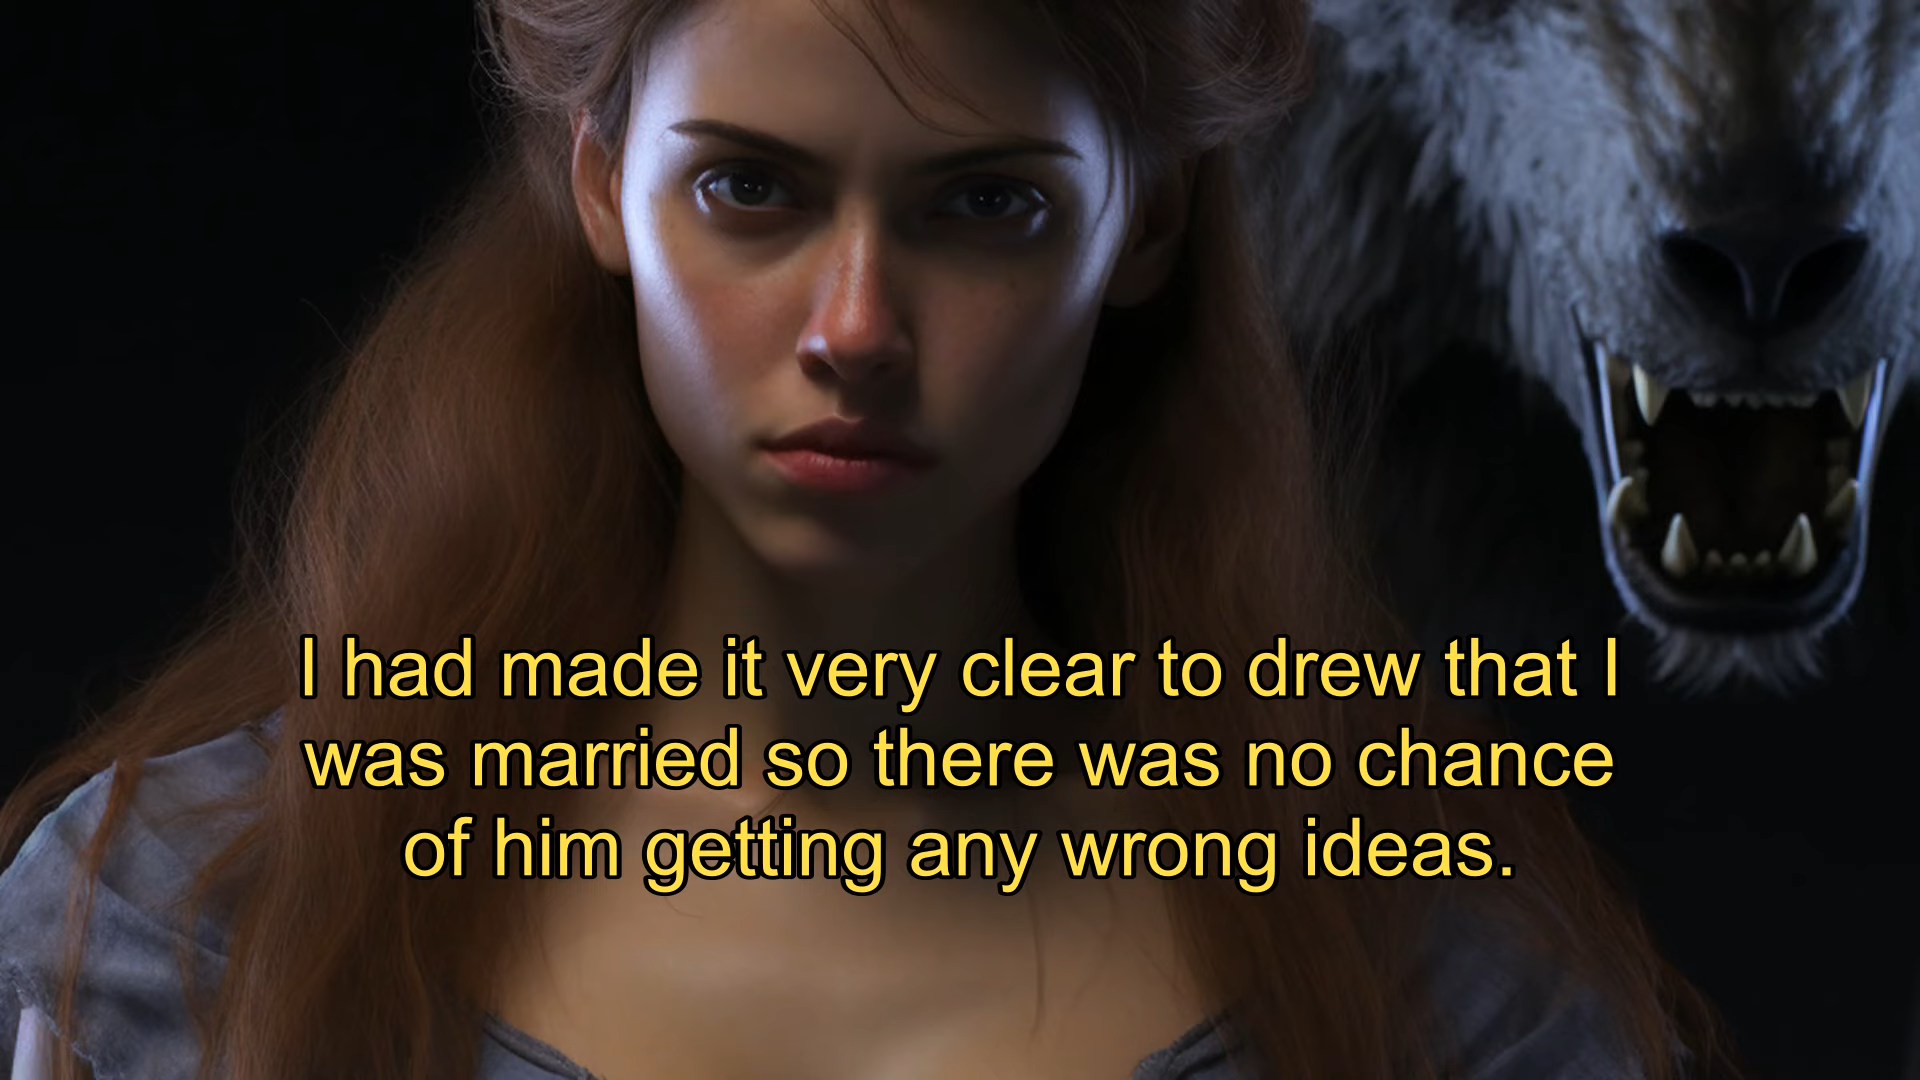 I had made it very clear to drew that I
was married so there was no chance
of him getting any wrong ideas.